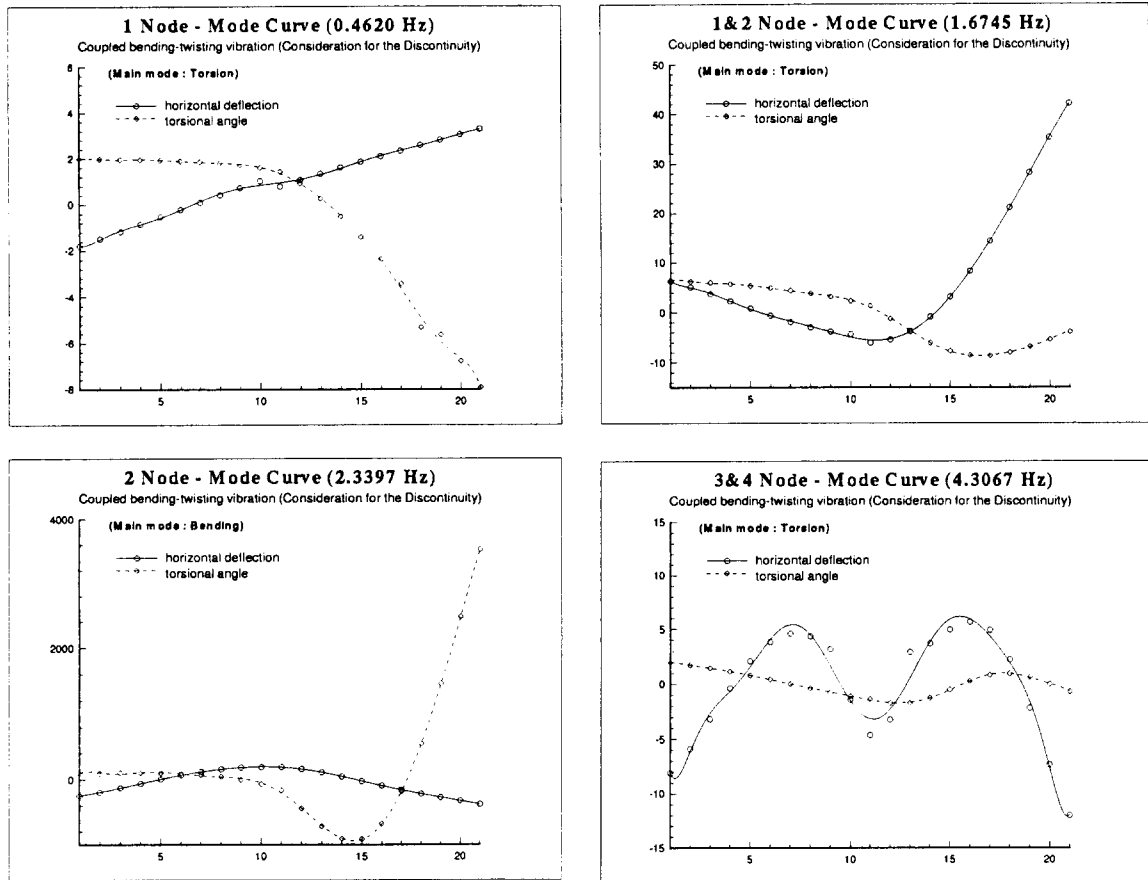 1 Node - Mode Curve (0.4620 Hz)
Coupled bending-twisting vibration (Consideration for the Discontinuity)
(Main mode : Torsion)
horizontal deflection
torsional angle
6
4
2
0
-2
-4
-6
-8
5
10
15
20
1&2 Node - Mode Curve (1.6745 Hz)
Coupled bending-twisting vibration (Consideration for the Discontinuity)
(Main mode : Torsion)
horizontal deflection
torsional angle
50
40
30
20
10
0
-10
5
10
15
20
2 Node - Mode Curve (2.3397 Hz)
Coupled bending-twisting vibration (Consideration for the Discontinuity)
(Main mode : Bending)
horizontal deflection
torsional angle
4000
2000
0
5
10
15
20
3&4 Node - Mode Curve (4.3067 Hz)
Coupled bending-twisting vibration (Consideration for the Discontinuity)
(Main mode : Torsion)
horizontal deflection
torsional angle
15
10
5
0
-5
-10
-15
5
10
15
20